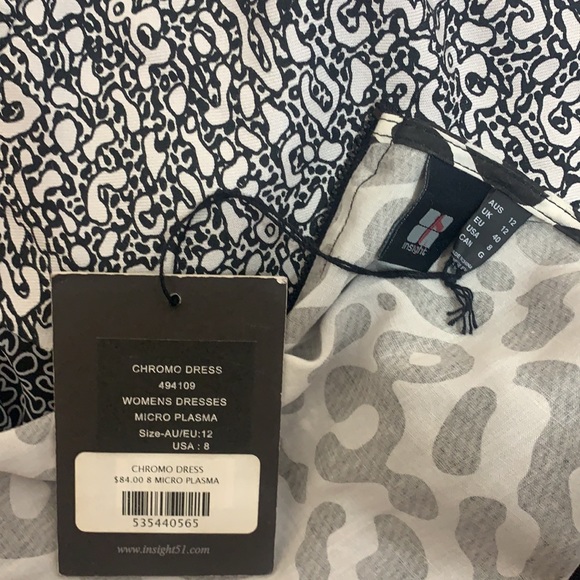 AUS 12
UK 12
EU 40
USA 8
CAN G
insight
CHROMO DRESS
494109
WOMENS DRESSES
MICRO PLASMA
Size-AU/EU:12
USA : 8
CHROMO DRESS
$84.00 8 MICRO PLASMA
535440565
www.insight51.com